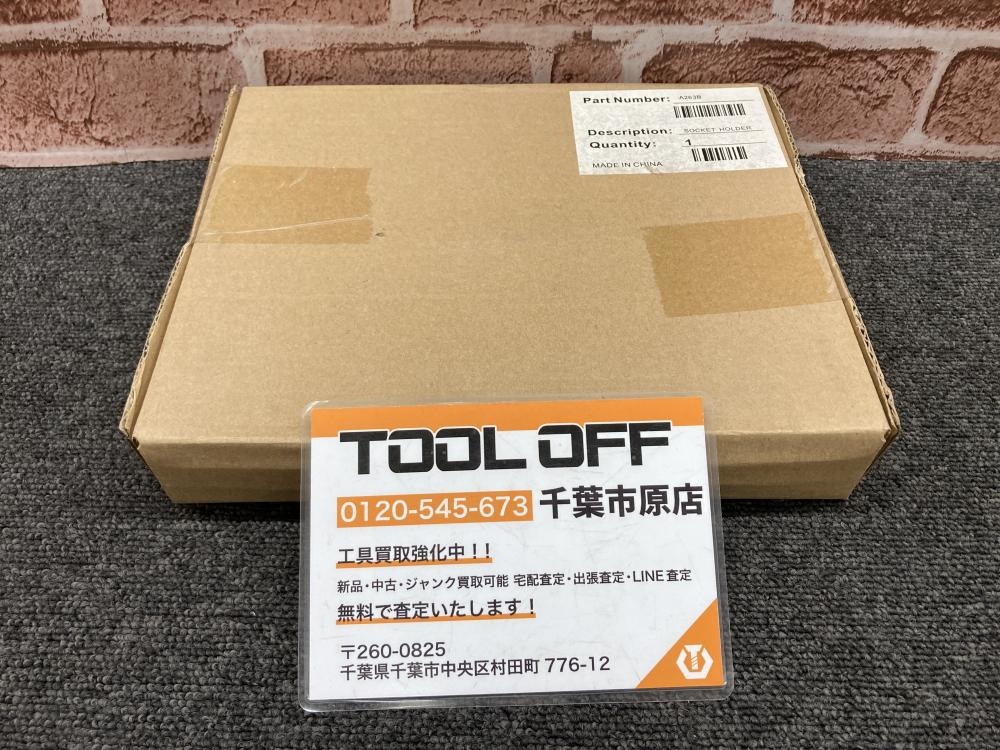 Part Number: A263B
Description: SOCKET HOLDER
Quantity: 1
MADE IN CHINA
TOOL OFF
0120-545-673 千葉市原店
工具買取強化中!!
新品・中古・ジャンク買取可能 宅配査定・出張査定・LINE査定
無料で査定いたします!
〒260-0825
千葉県千葉市中央区村田町 776-12